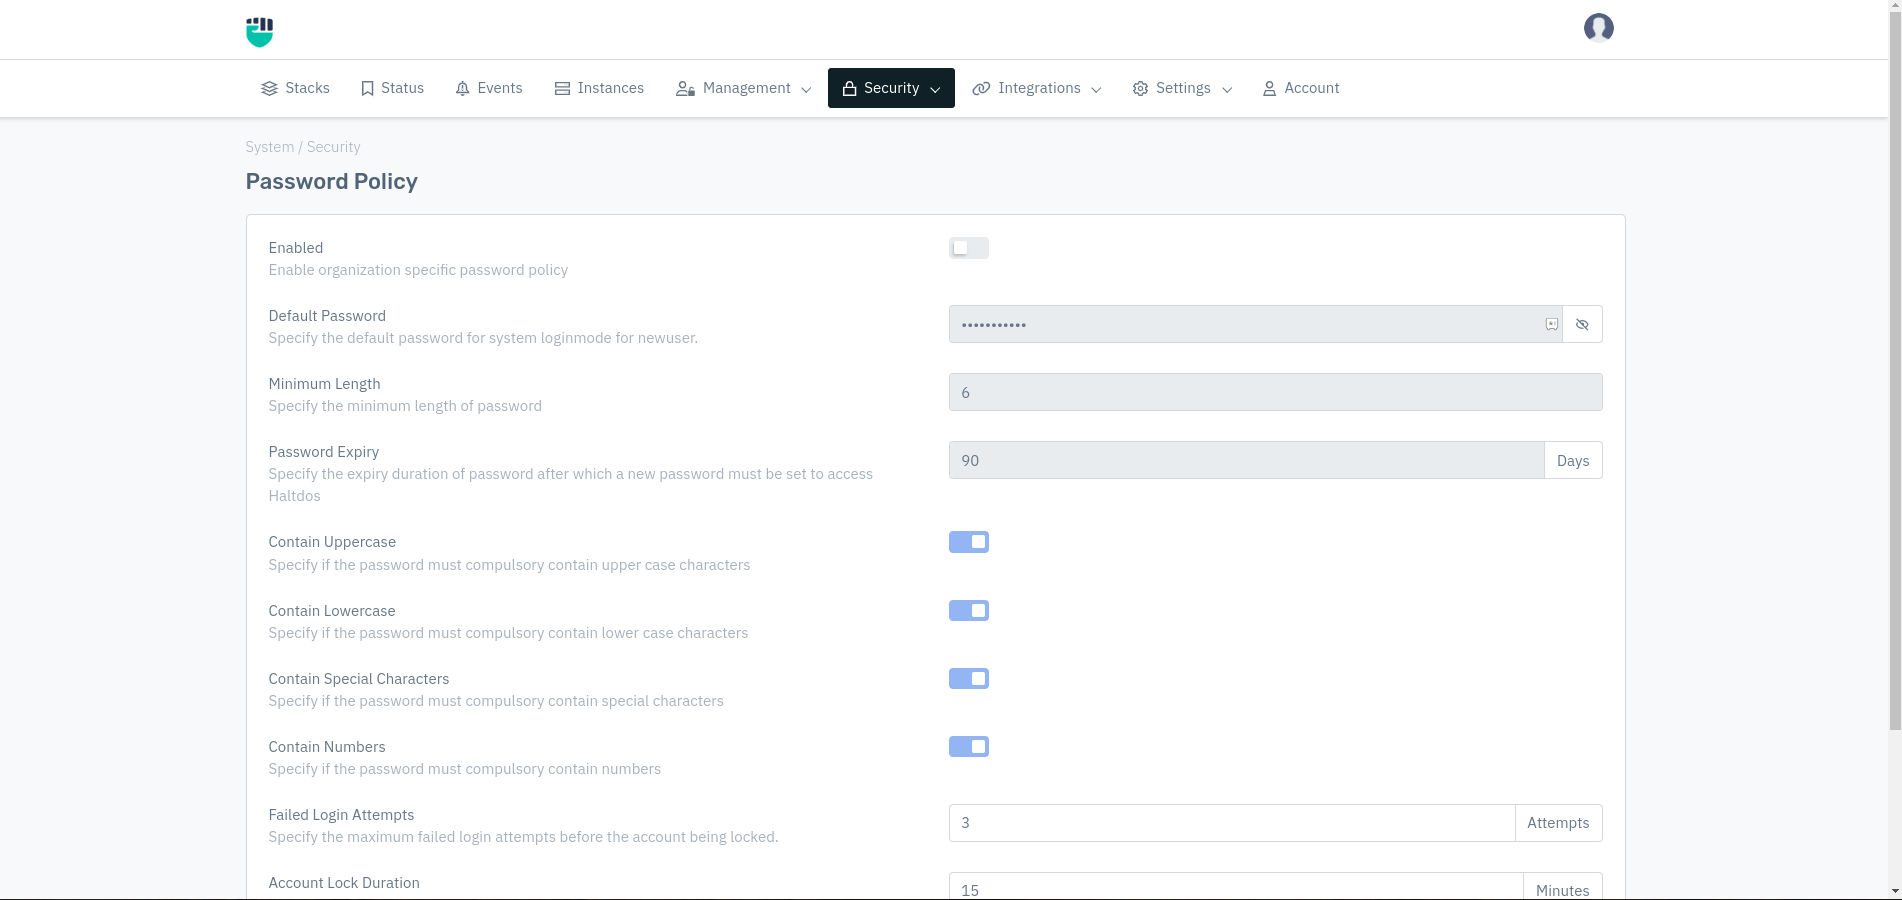 Stacks Status Events Instances Management Security Integrations Settings Account
System / Security
Password Policy
Enabled
Enable organization specific password policy
Default Password
Specify the default password for system loginmode for newuser.
•••••••••••
Minimum Length
Specify the minimum length of password
6
Password Expiry
Specify the expiry duration of password after which a new password must be set to access
Haltdos
90 Days
Contain Uppercase
Specify if the password must compulsory contain upper case characters
Contain Lowercase
Specify if the password must compulsory contain lower case characters
Contain Special Characters
Specify if the password must compulsory contain special characters
Contain Numbers
Specify if the password must compulsory contain numbers
Failed Login Attempts
Specify the maximum failed login attempts before the account being locked.
3 Attempts
Account Lock Duration
15 Minutes